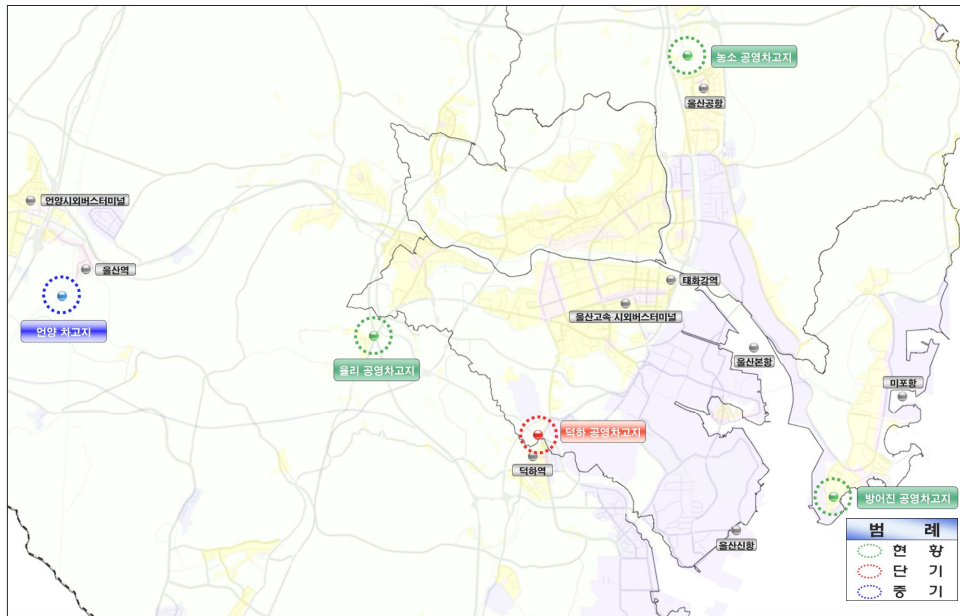 농소 공영차고지
울산공항
언양시외버스터미널
울산역
태화강역
언양 차고지
울산고속·시외버스터미널
울산본항
율리 공영차고지
미포항
덕하 공영차고지
덕하역
방어진 공영차고지
울산신항
범 례
현 황
단 기
중 기